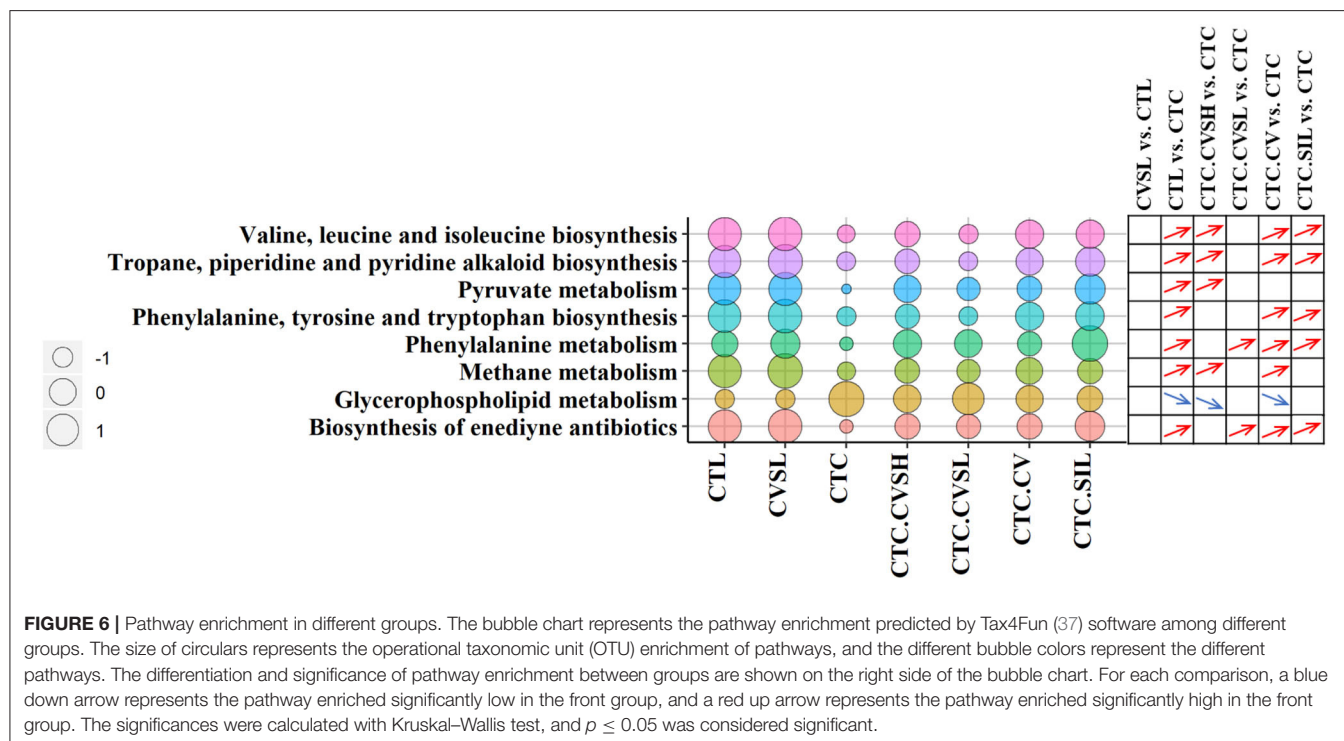 CVSL vs. CTL
CTL vs. CTC
CTC.CVSH vs. CTC
CTC.CVSL vs. CTC
CTC.CV vs. CTC
CTC.SIL vs. CTC
Valine, leucine and isoleucine biosynthesis
Tropane, piperidine and pyridine alkaloid biosynthesis
Pyruvate metabolism
Phenylalanine, tyrosine and tryptophan biosynthesis
Phenylalanine metabolism
Methane metabolism
Glycerophospholipid metabolism
Biosynthesis of enediyne antibiotics
-1
0
1
CTL
CVSL
CTC
CTC.CVSH
CTC.CVSL
CTC.CV
CTC.SIL
FIGURE 6 | Pathway enrichment in different groups. The bubble chart represents the pathway enrichment predicted by Tax4Fun (37) software among different
groups. The size of circulars represents the operational taxonomic unit (OTU) enrichment of pathways, and the different bubble colors represent the different
pathways. The differentiation and significance of pathway enrichment between groups are shown on the right side of the bubble chart. For each comparison, a blue
down arrow represents the pathway enriched significantly low in the front group, and a red up arrow represents the pathway enriched significantly high in the front
group. The significances were calculated with Kruskal–Wallis test, and p ≤ 0.05 was considered significant.